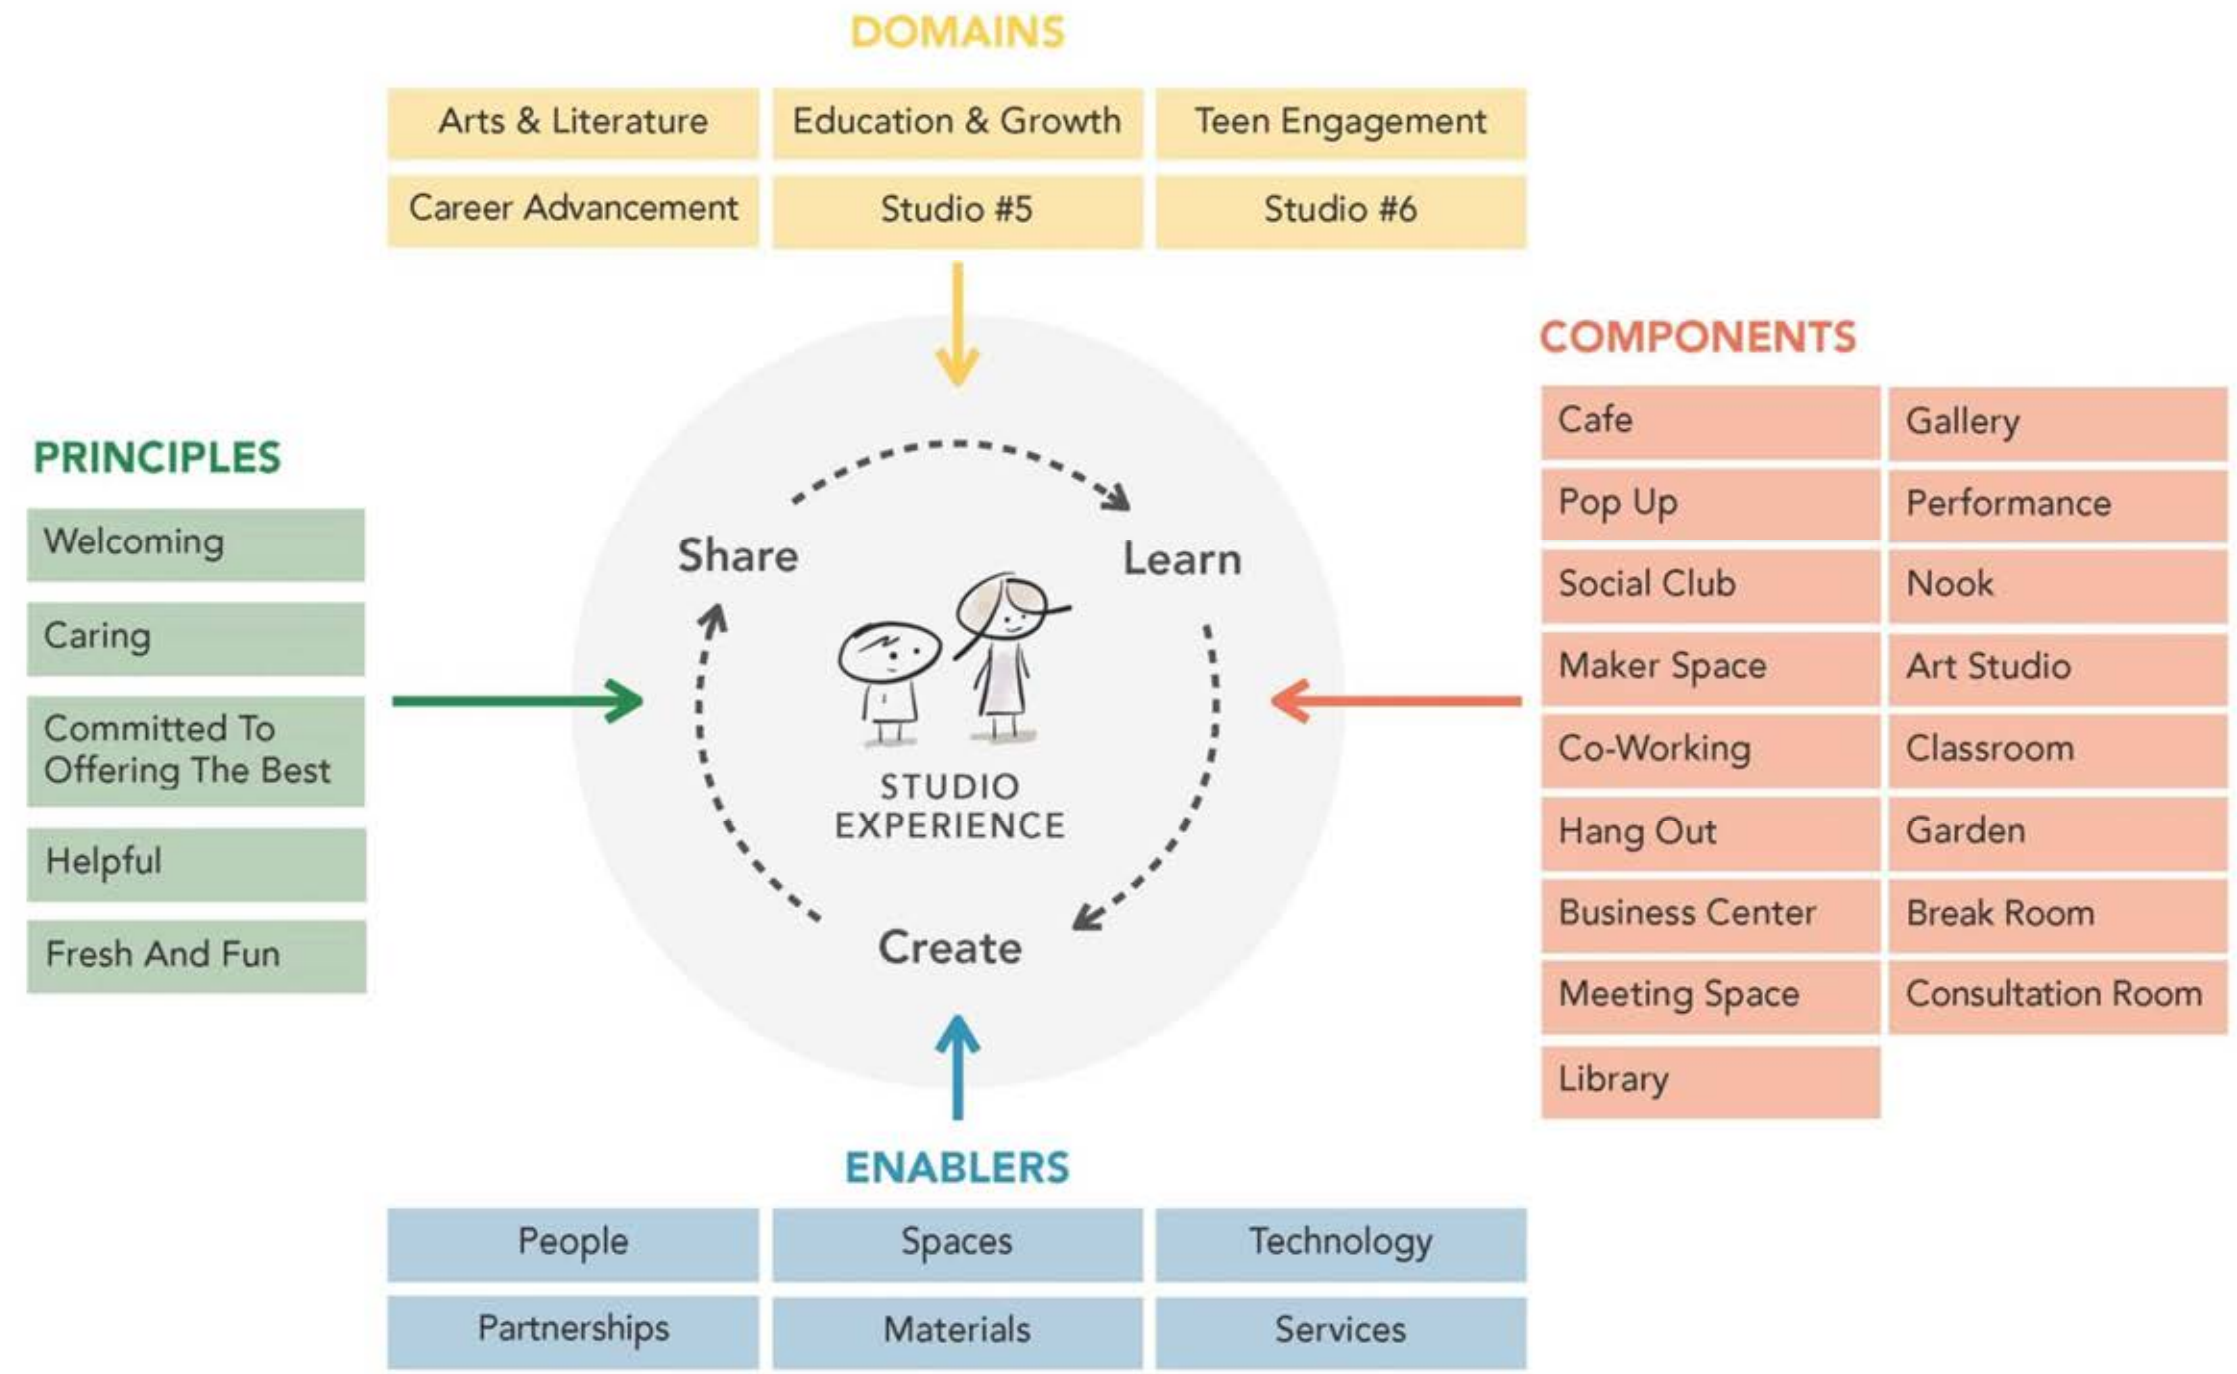 DOMAINS
Arts & Literature
Education & Growth
Teen Engagement
Career Advancement
Studio #5
Studio #6
PRINCIPLES
Welcoming
Caring
Committed To
Offering The Best
Helpful
Fresh And Fun
Share
Learn
Create
STUDIO
EXPERIENCE
COMPONENTS
Cafe
Gallery
Pop Up
Performance
Social Club
Nook
Maker Space
Art Studio
Co-Working
Classroom
Hang Out
Garden
Business Center
Break Room
Meeting Space
Consultation Room
Library
ENABLERS
People
Spaces
Technology
Partnerships
Materials
Services